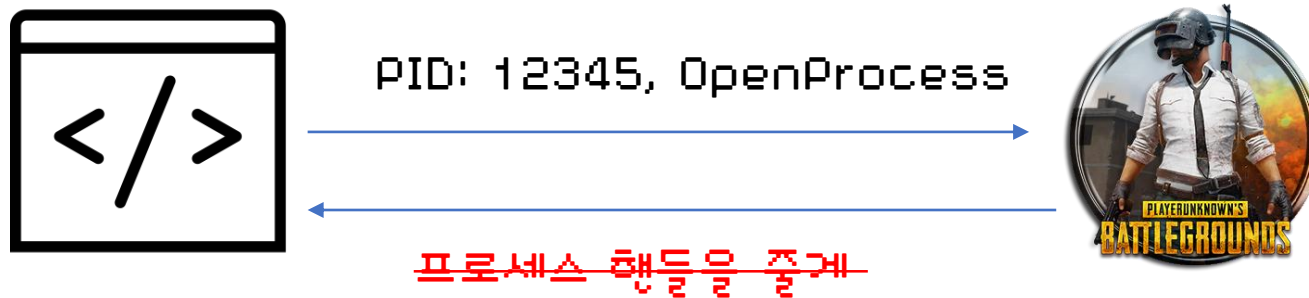 </>
PID: 12345, OpenProcess
PLAYERUNKNOWN'S
BATTLEGROUNDS
프로세스 핸들을 줄게